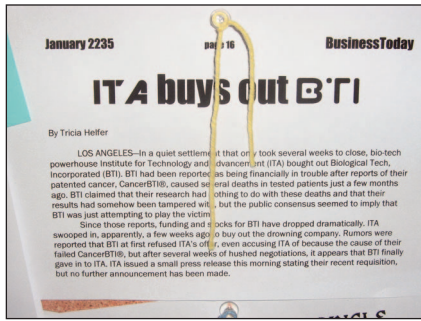 January 2235
page 16
BusinessToday
ITA buys out BTI
By Tricia Helfer
LOS ANGELES–In a quiet settlement that only took several weeks to close, bio-tech
powerhouse Institute for Technology and Advancement (ITA) bought out Biological Tech,
Incorporated (BTI). BTI had been reported as being financially in trouble after reports of their
patented cancer, CancerBTI®, caused several deaths in tested patients just a few months
ago. BTI claimed that their research had nothing to do with these deaths and that their
results had somehow been tampered with, but the public consensus seemed to imply that
BTI was just attempting to play the victim.
Since those reports, funding and stocks for BTI have dropped dramatically. ITA
swooped in, apparently, a few weeks ago to buy out the drowning company. Rumors were
reported that BTI at first refused ITA's offer, even accusing ITA of because the cause of their
failed CancerBTI®, but after several weeks of hushed negotiations, it appears that BTI finally
gave in to ITA. ITA issued a small press release this morning stating their recent requisition,
but no further announcement has been made.